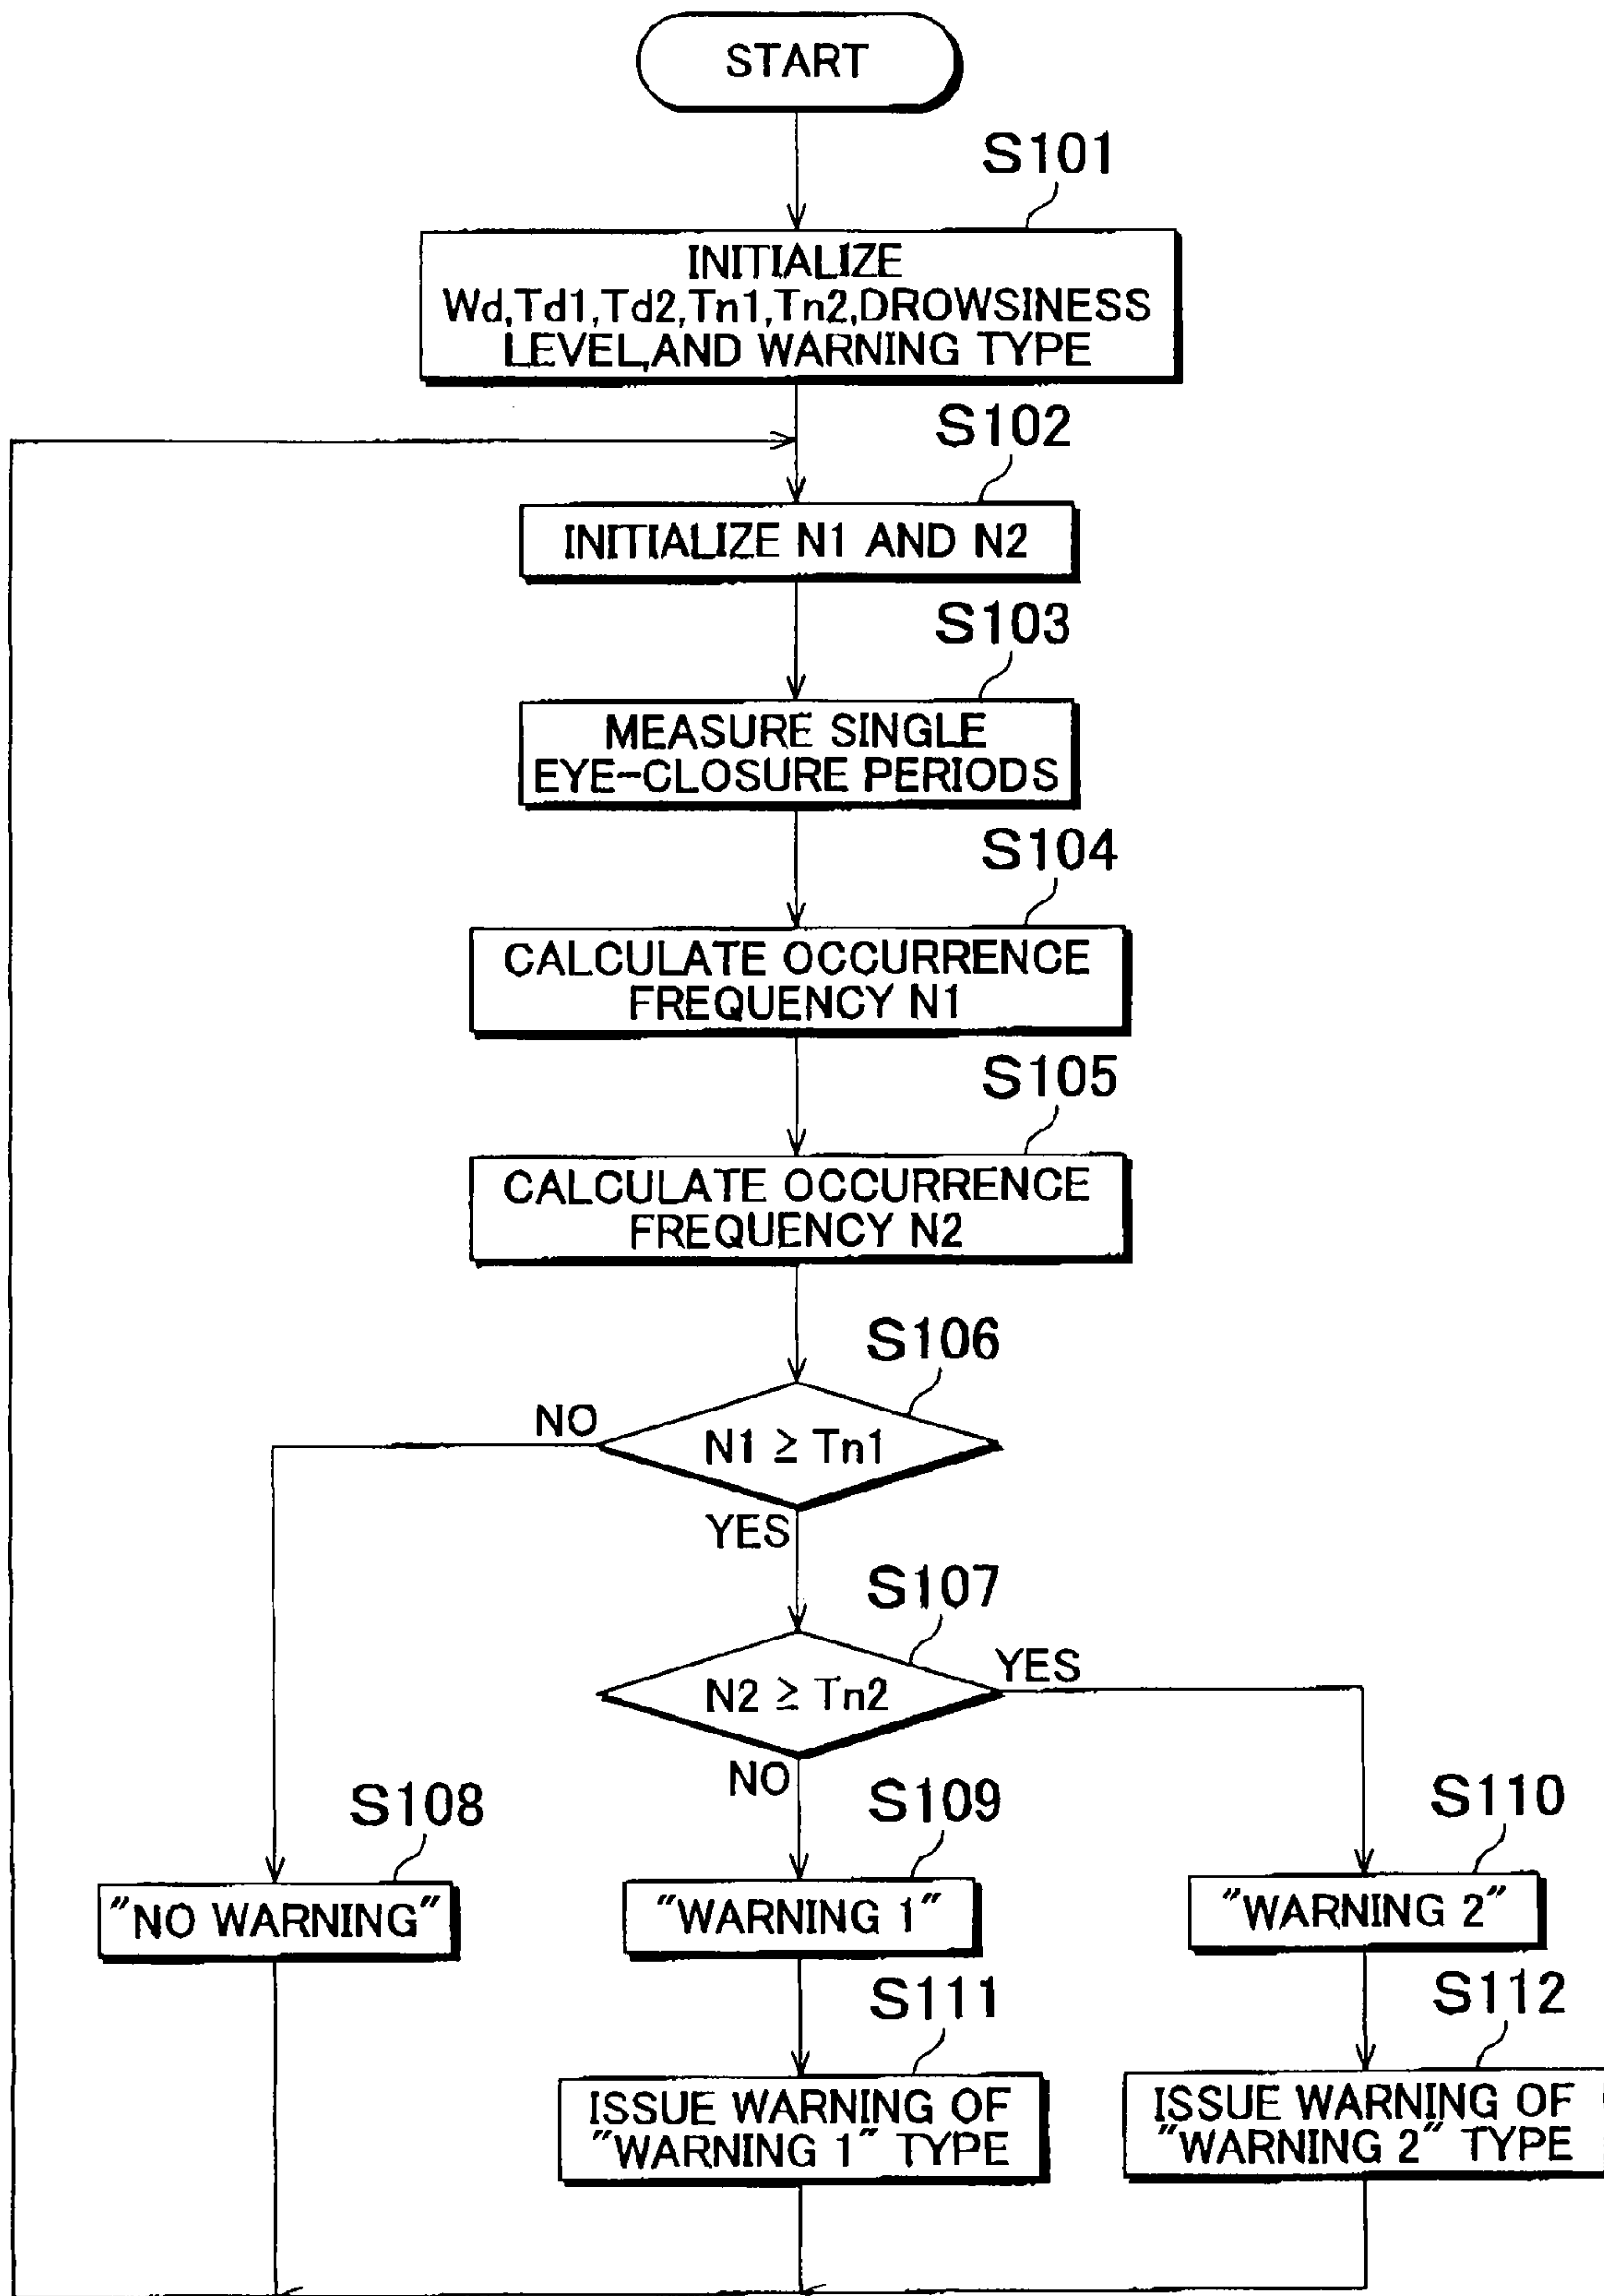 START
S101
INITIALIZE
Wd,Td1,Td2,Tn1,Tn2,DROWSINESS
LEVEL,AND WARNING TYPE
S102
INITIALIZE N1 AND N2
S103
MEASURE SINGLE
EYE-CLOSURE PERIODS
S104
CALCULATE OCCURRENCE
FREQUENCY N1
S105
CALCULATE OCCURRENCE
FREQUENCY N2
S106
NO
N1 ≥ Tn1
YES
S107
YES
N2 ≥ Tn2
NO
S108
"NO WARNING"
S109
"WARNING 1"
S110
"WARNING 2"
S111
ISSUE WARNING OF
"WARNING 1" TYPE
S112
ISSUE WARNING OF
"WARNING 2" TYPE